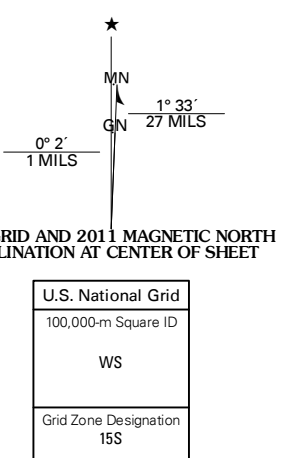 ★
MN
GN
1° 33´
27 MILS
0° 2´
1 MILS
GRID AND 2011 MAGNETIC NORTH
LINATION AT CENTER OF SHEET
U.S. National Grid
100,000-m Square ID
WS
Grid Zone Designation
15S